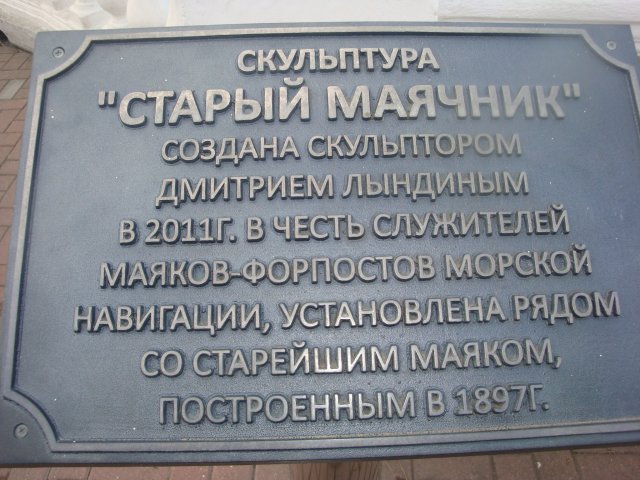 СКУЛЬПТУРА
"СТАРЫЙ МАЯЧНИК"
СОЗДАНА СКУЛЬПТОРОМ
ДМИТРИЕМ ЛЫНДИНЫМ
В 2011Г. В ЧЕСТЬ СЛУЖИТЕЛЕЙ
МАЯКОВ-ФОРПОСТОВ МОРСКОЙ
НАВИГАЦИИ, УСТАНОВЛЕНА РЯДОМ
СО СТАРЕЙШИМ МАЯКОМ,
ПОСТРОЕННЫМ В 1897Г.